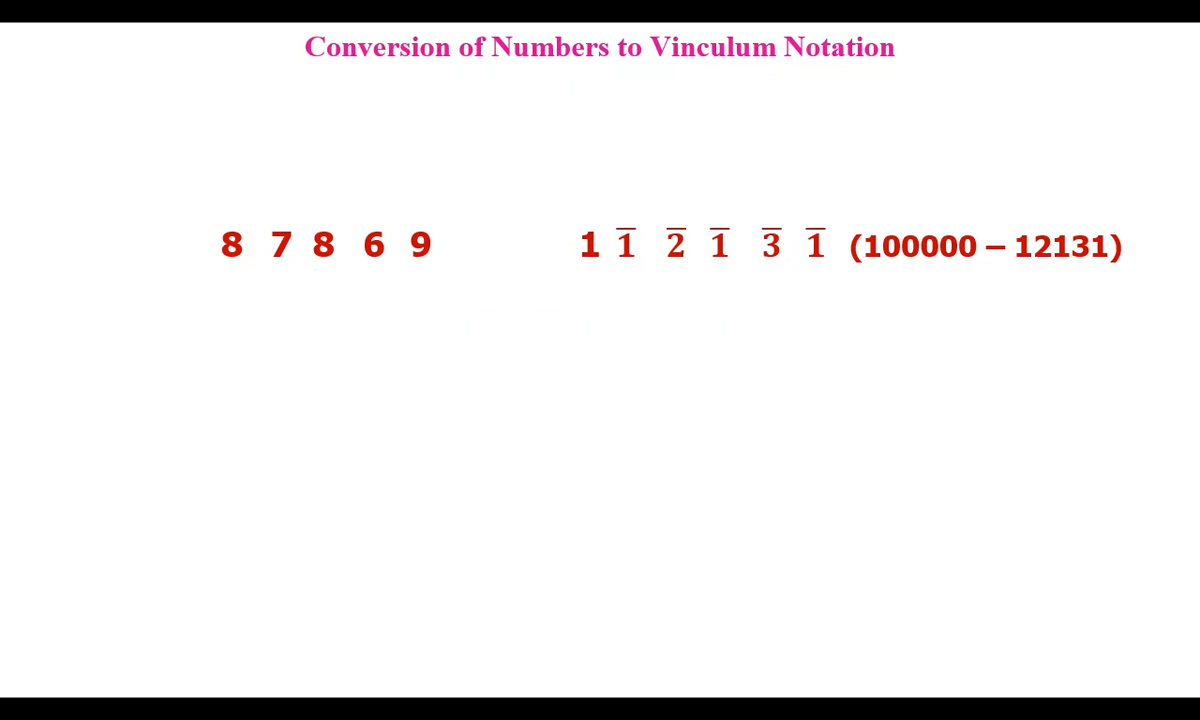 Conversion of Numbers to Vinculum Notation
8 7 8 6 9 1 1̅ 2̅ 1̅ 3̅ 1̅ (100000 – 12131)